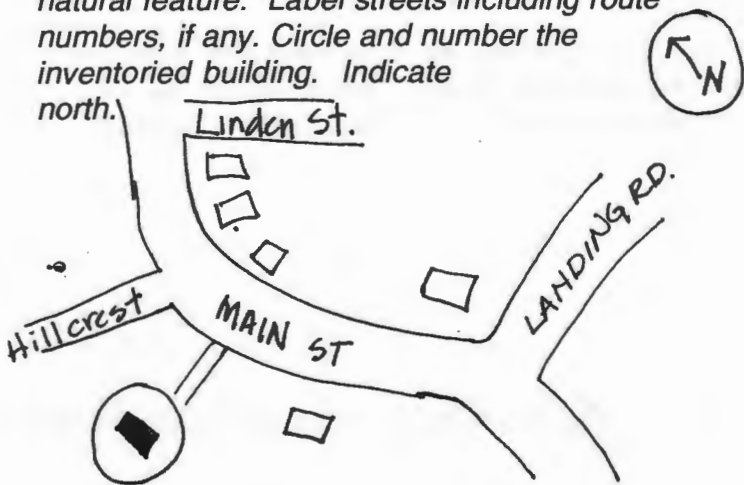 natural feature. Label streets including route
numbers, if any. Circle and number the
inventoried building. Indicate
north.
N
Linden St.
LANDING RD.
Hillcrest
MAIN ST